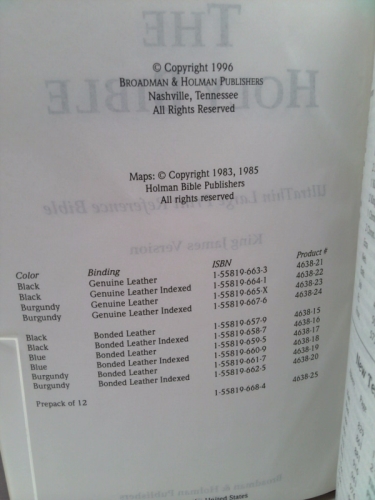 © Copyright 1996
BROADMAN & HOLMAN PUBLISHERS
Nashville, Tennessee
All Rights Reserved
Maps: © Copyright 1983, 1985
Holman Bible Publishers
All rights reserved
Color Binding ISBN Product #
Black Genuine Leather 1-55819-663-3 4638-21
Black Genuine Leather Indexed 1-55819-664-1 4638-22
Burgundy Genuine Leather 1-55819-665-X 4638-23
Burgundy Genuine Leather Indexed 1-55819-667-6 4638-24
Black Bonded Leather 1-55819-657-9 4638-15
Black Bonded Leather Indexed 1-55819-658-7 4638-16
Blue Bonded Leather 1-55819-659-5 4638-17
Blue Bonded Leather Indexed 1-55819-660-9 4638-18
Burgundy Bonded Leather 1-55819-661-7 4638-19
Burgundy Bonded Leather Indexed 1-55819-662-5 4638-20
Prepack of 12 1-55819-668-4 4638-25
United States